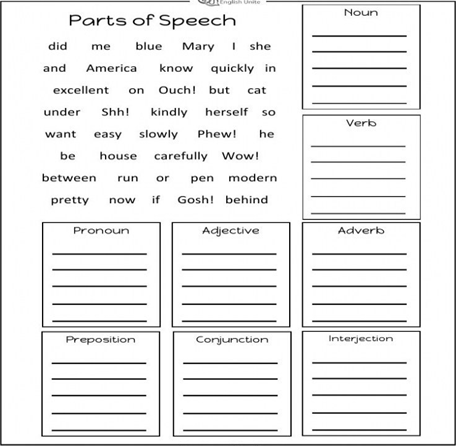 English Unite
Parts of Speech
did me blue Mary I she
and America know quickly in
excellent on Ouch! but cat
under Shh! kindly herself so
want easy slowly Phew! he
be house carefully Wow!
between run or pen modern
pretty now if Gosh! behind
Noun
Verb
Pronoun Adjective Adverb
Preposition Conjunction Interjection